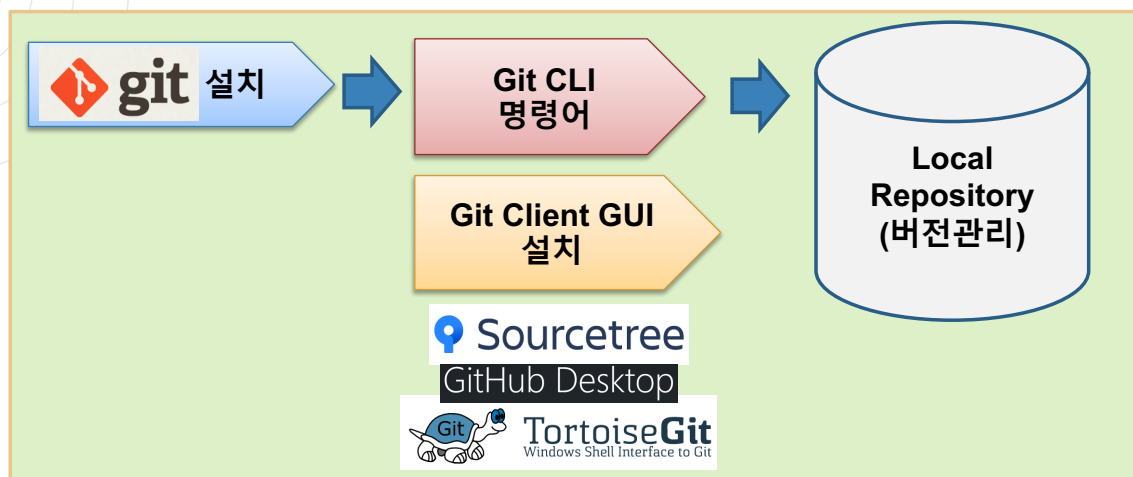 git 설치
Git CLI
명령어
Local
Repository
(버전관리)
Git Client GUI
설치
Sourcetree
GitHub Desktop
Git
TortoiseGit
Windows Shell Interface to Git